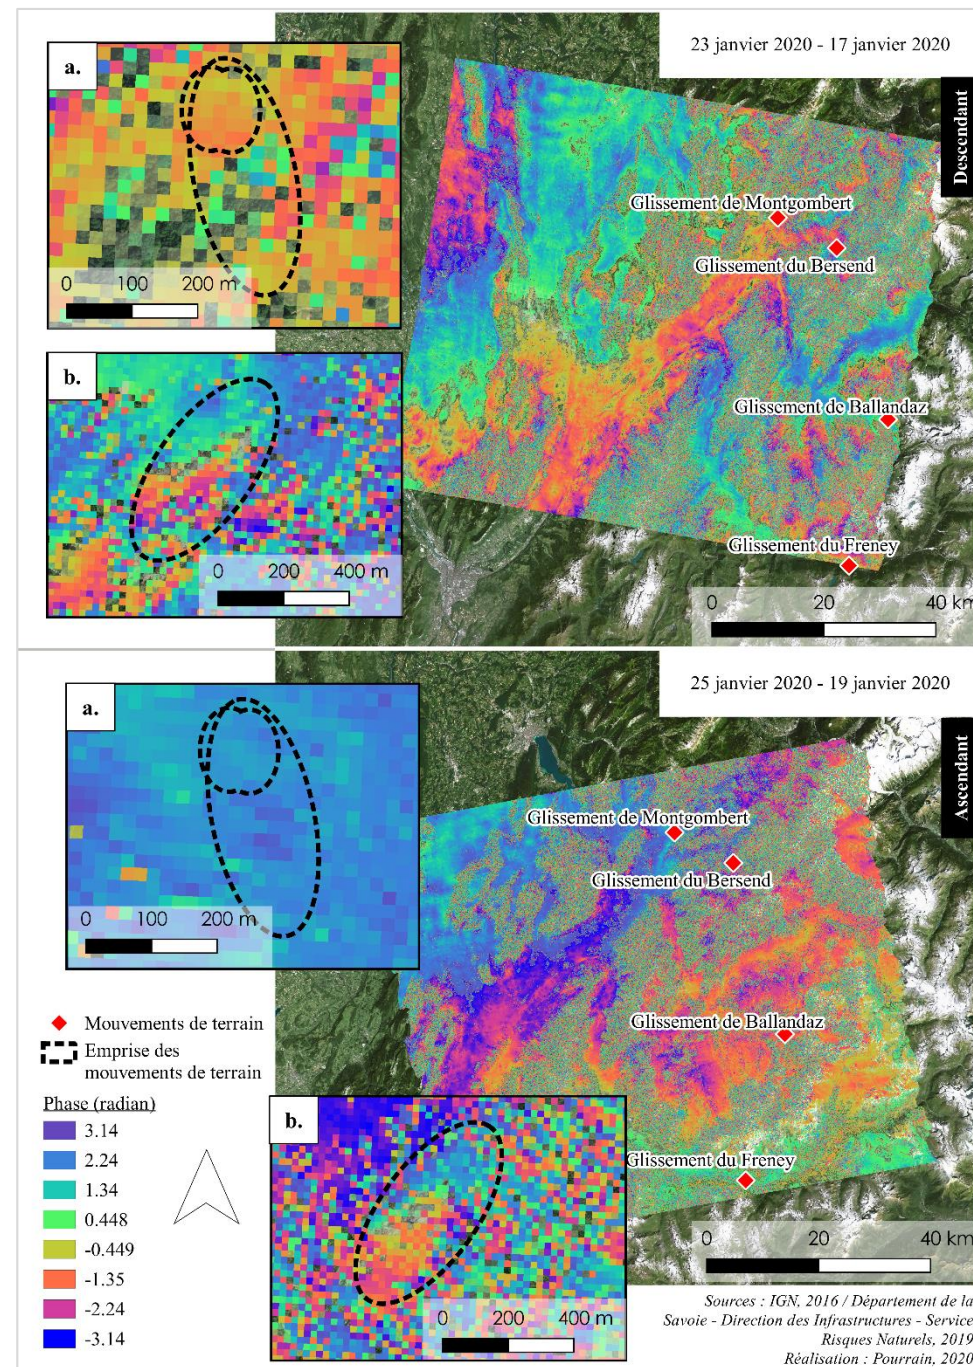 23 janvier 2020 - 17 janvier 2020
Descendant
a.
0 100 200 m
b.
0 200 400 m
Glissement de Montgombert
Glissement du Bersend
Glissement de Ballandaz
Glissement du Freney
0 20 40 km
25 janvier 2020 - 19 janvier 2020
Ascendant
a.
0 100 200 m
Glissement de Montgombert
Glissement du Bersend
Glissement de Ballandaz
Glissement du Freney
0 20 40 km
Mouvements de terrain
Emprise des
mouvements de terrain
Phase (radian)
3.14
2.24
1.34
0.448
-0.449
-1.35
-2.24
-3.14
b.
0 200 400 m
Sources : IGN, 2016 / Département de la
Savoie - Direction des Infrastructures - Service
Risques Naturels, 2019
Réalisation : Pourrain, 2020